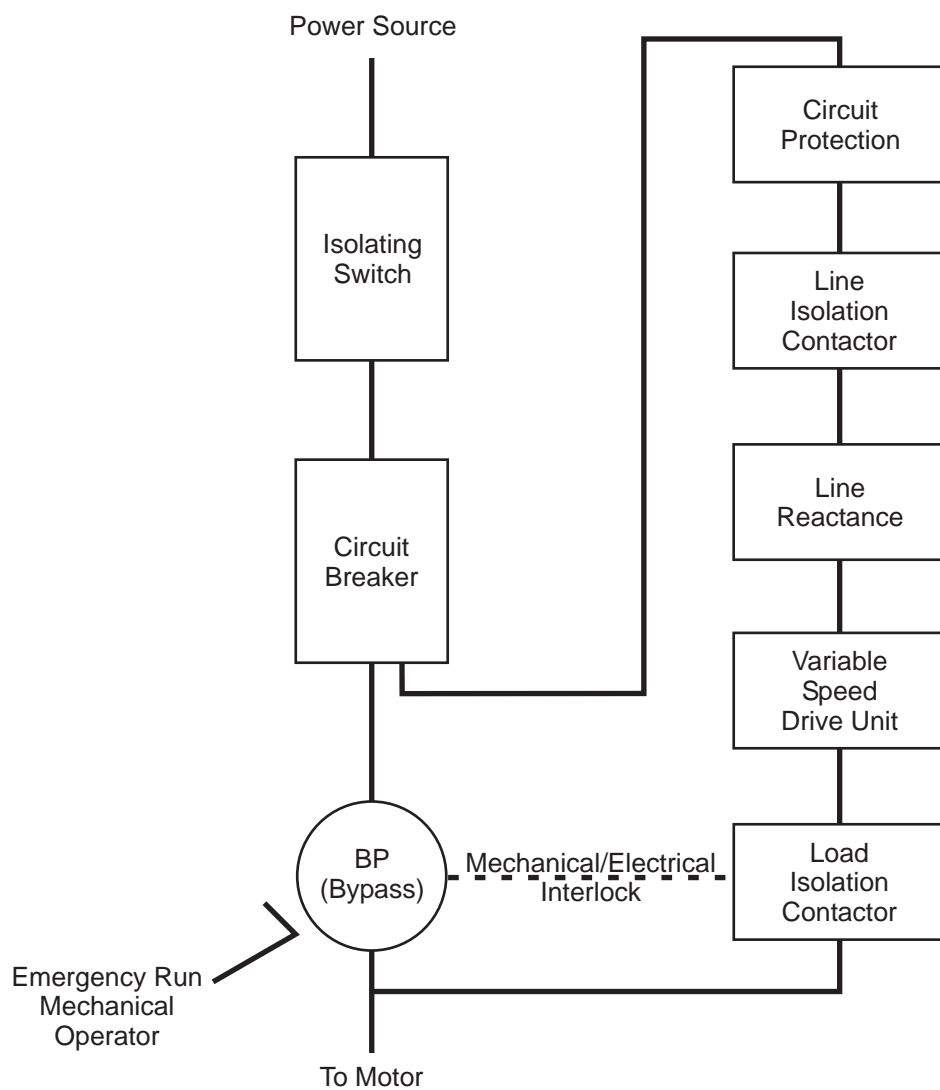 Power Source
Isolating
Switch
Circuit
Breaker
BP
(Bypass)
Mechanical/Electrical
Interlock
Emergency Run
Mechanical
Operator
To Motor
Circuit
Protection
Line
Isolation
Contactor
Line
Reactance
Variable
Speed
Drive Unit
Load
Isolation
Contactor